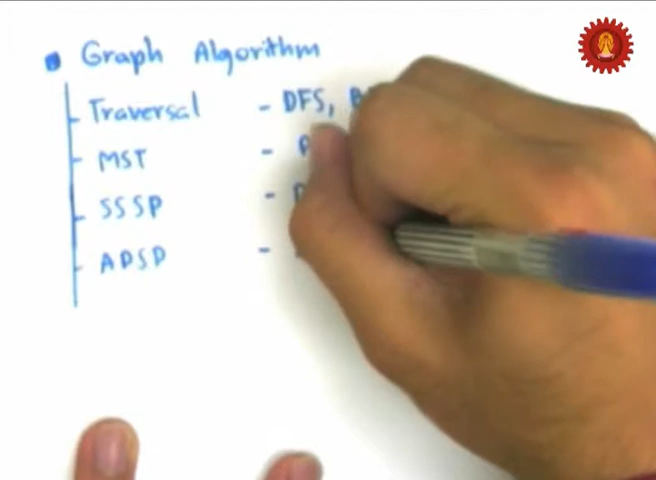 Graph Algorithm
Traversal - DFS,
MST -
SSSP -
APSP -